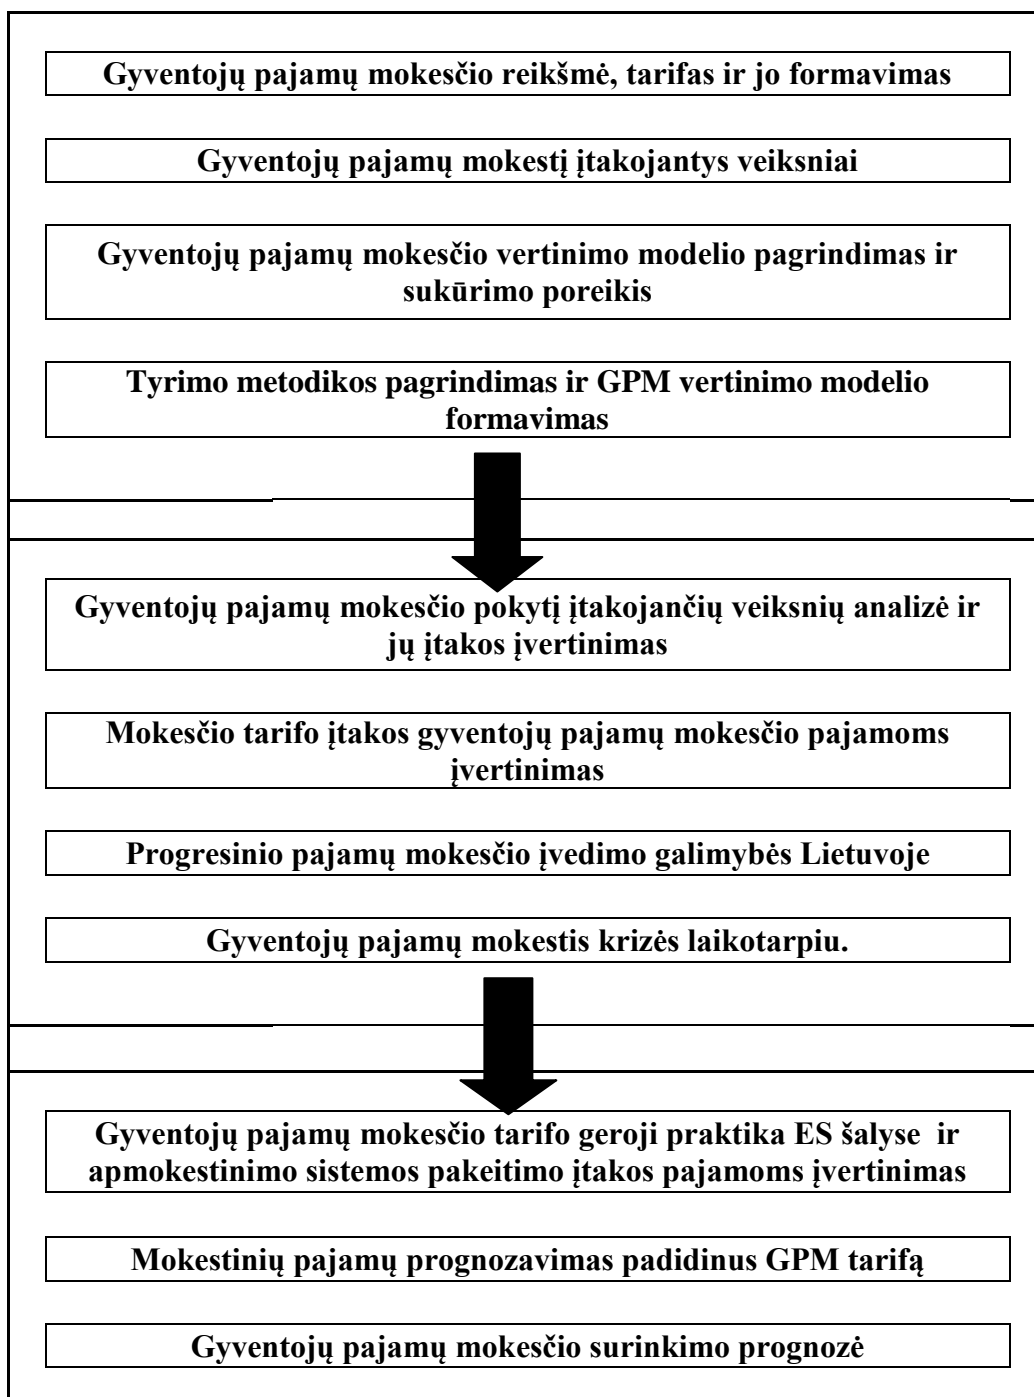 Gyventojų pajamų mokesčio reikšmė, tarifas ir jo formavimas
Gyventojų pajamų mokestį įtakojantys veiksniai
Gyventojų pajamų mokesčio vertinimo modelio pagrindimas ir
sukūrimo poreikis
Tyrimo metodikos pagrindimas ir GPM vertinimo modelio
formavimas
Gyventojų pajamų mokesčio pokytį įtakojančių veiksnių analizė ir
jų įtakos įvertinimas
Mokesčio tarifo įtakos gyventojų pajamų mokesčio pajamoms
įvertinimas
Progresinio pajamų mokesčio įvedimo galimybės Lietuvoje
Gyventojų pajamų mokestis krizės laikotarpiu.
Gyventojų pajamų mokesčio tarifo geroji praktika ES šalyse ir
apmokestinimo sistemos pakeitimo įtakos pajamoms įvertinimas
Mokestinių pajamų prognozavimas padidinus GPM tarifą
Gyventojų pajamų mokesčio surinkimo prognozė